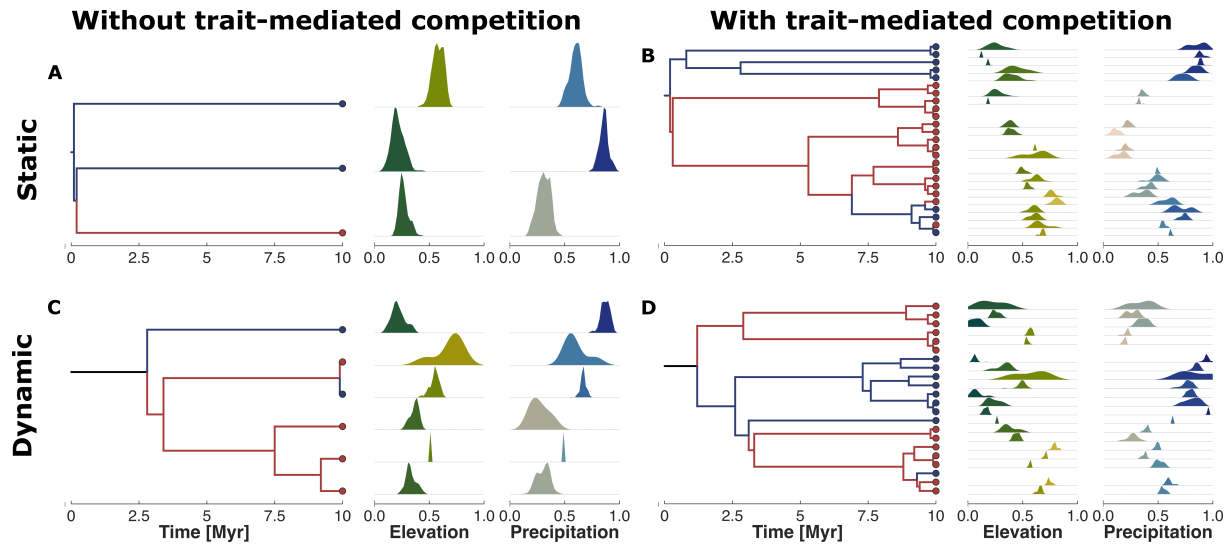 Without trait-mediated competition
With trait-mediated competition
A
B
Static
0 2.5 5 7.5 10 0.0 0.5 1.0 0.0 0.5 1.0
0 2.5 5 7.5 10 0.0 0.5 1.0 0.0 0.5 1.0
C
D
Dynamic
0 2.5 5 7.5 10 0.0 0.5 1.0 0.0 0.5 1.0
0 2.5 5 7.5 10 0.0 0.5 1.0 0.0 0.5 1.0
Time [Myr] Elevation Precipitation
Time [Myr] Elevation Precipitation